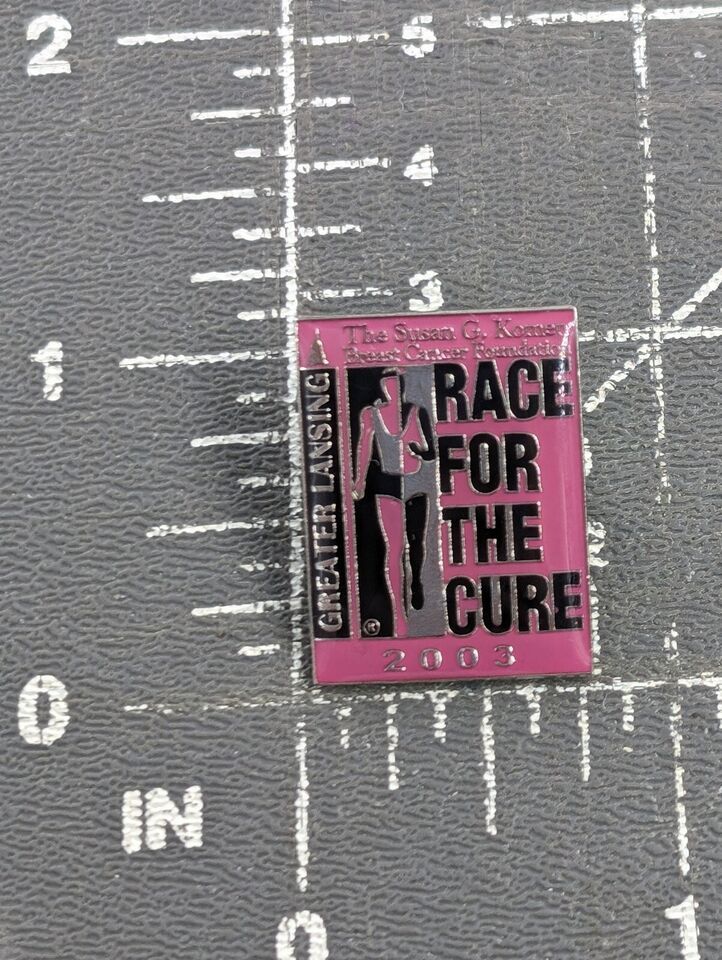 2
5
4
3
1
The Susan G. Komen
Breast Cancer Foundation
GREATER LANSING
RACE
FOR
THE
CURE
®
2003
0
IN
0
1